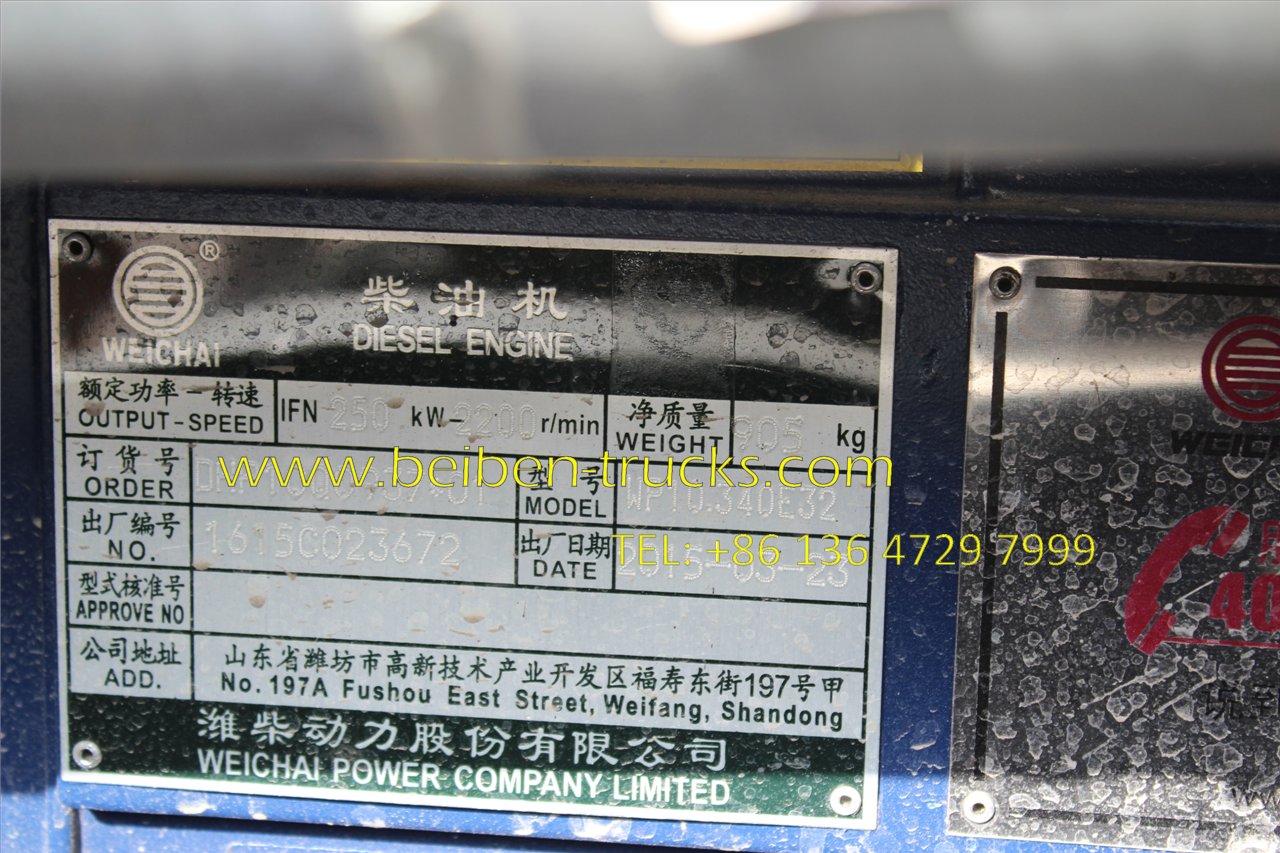 ®
WEICHAI
柴油机
DIESEL ENGINE
额定功率-转速
OUTPUT-SPEED
IFN 250 kW-2200r/min
净质量
WEIGHT
905 kg
www.beiben-trucks.com
订货号
ORDER
型号
MODEL
WP10.340E32
出厂编号
NO.
1615C023672
出厂日期
DATE
TEL: +86 136 4729 7999
型式核准号
APPROVE NO
公司地址
ADD.
山东省潍坊市高新技术产业开发区福寿东街197号甲
No.197A Fushou East Street, Weifang, Shandong
潍柴动力股份有限公司
WEICHAI POWER COMPANY LIMITED